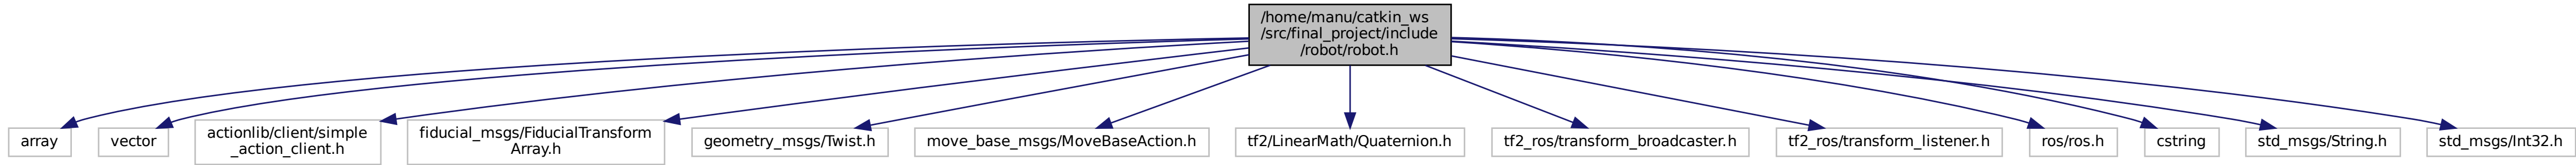 /home/manu/catkin_ws
/src/final_project/include
/robot/robot.h
array
vector
actionlib/client/simple
_action_client.h
fiducial_msgs/FiducialTransform
Array.h
geometry_msgs/Twist.h
move_base_msgs/MoveBaseAction.h
tf2/LinearMath/Quaternion.h
tf2_ros/transform_broadcaster.h
tf2_ros/transform_listener.h
ros/ros.h
cstring
std_msgs/String.h
std_msgs/Int32.h